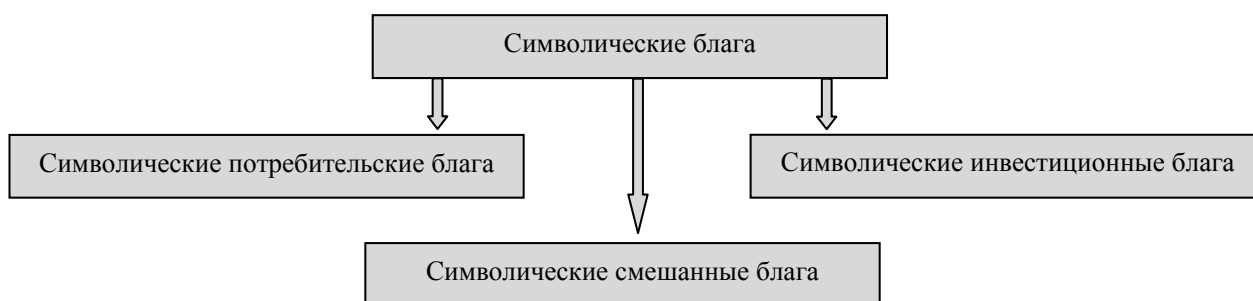 Символические блага
Символические потребительские блага
Символические инвестиционные блага
Символические смешанные блага